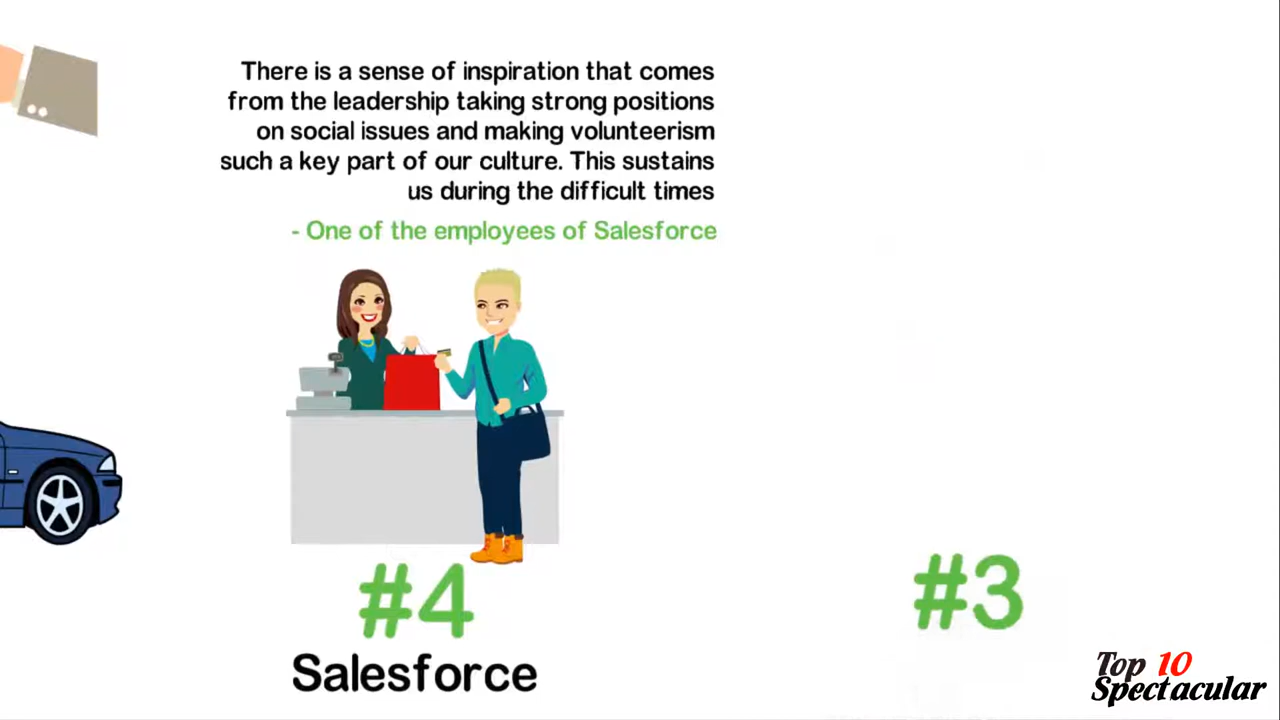 There is a sense of inspiration that comes
from the leadership taking strong positions
on social issues and making volunteerism
such a key part of our culture. This sustains
us during the difficult times
- One of the employees of Salesforce
#4
Salesforce
#3
Top 10
Spectacular